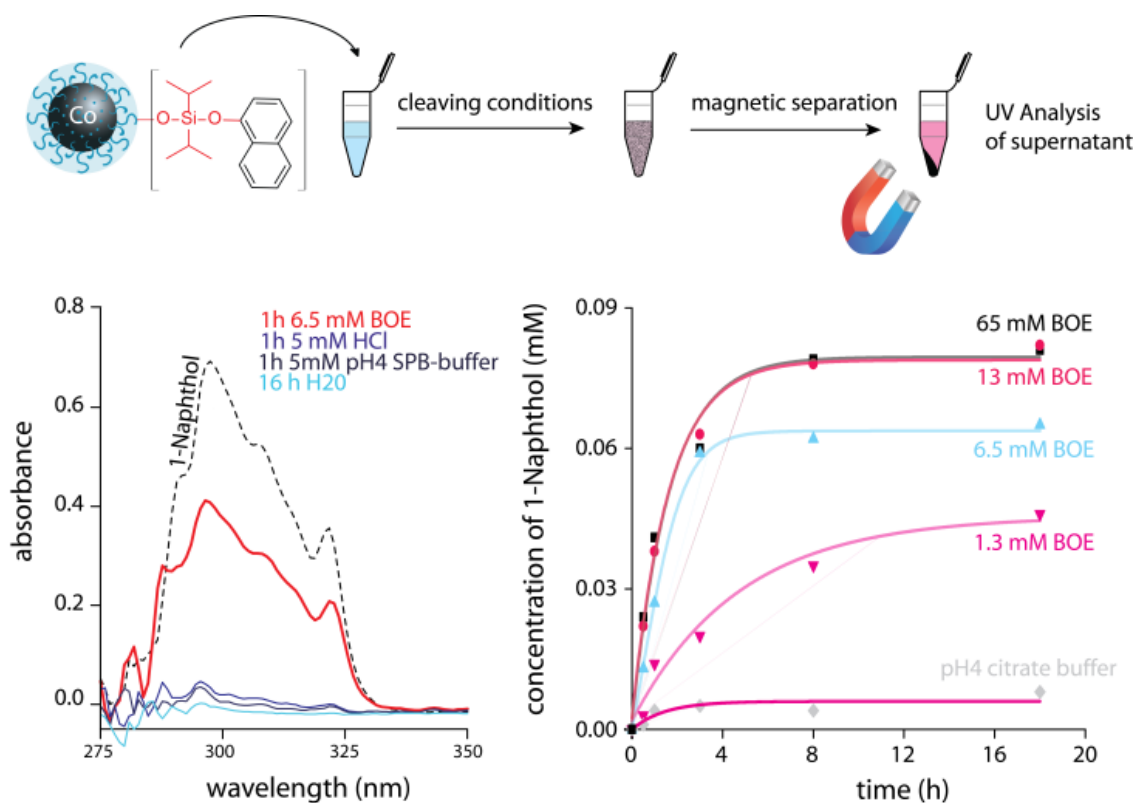 Co
O
Si
O
cleaving conditions
magnetic separation
UV Analysis
of supernatant
0.8
0.6
0.4
0.2
0.0
absorbance
1-Naphthol
1h 6.5 mM BOE
1h 5 mM HCl
1h 5mM pH4 SPB-buffer
16 h H20
275
300
325
350
wavelength (nm)
0.09
0.06
0.03
0.00
concentration of 1-Naphthol (mM)
65 mM BOE
13 mM BOE
6.5 mM BOE
1.3 mM BOE
pH4 citrate buffer
0
4
8
12
16
20
time (h)